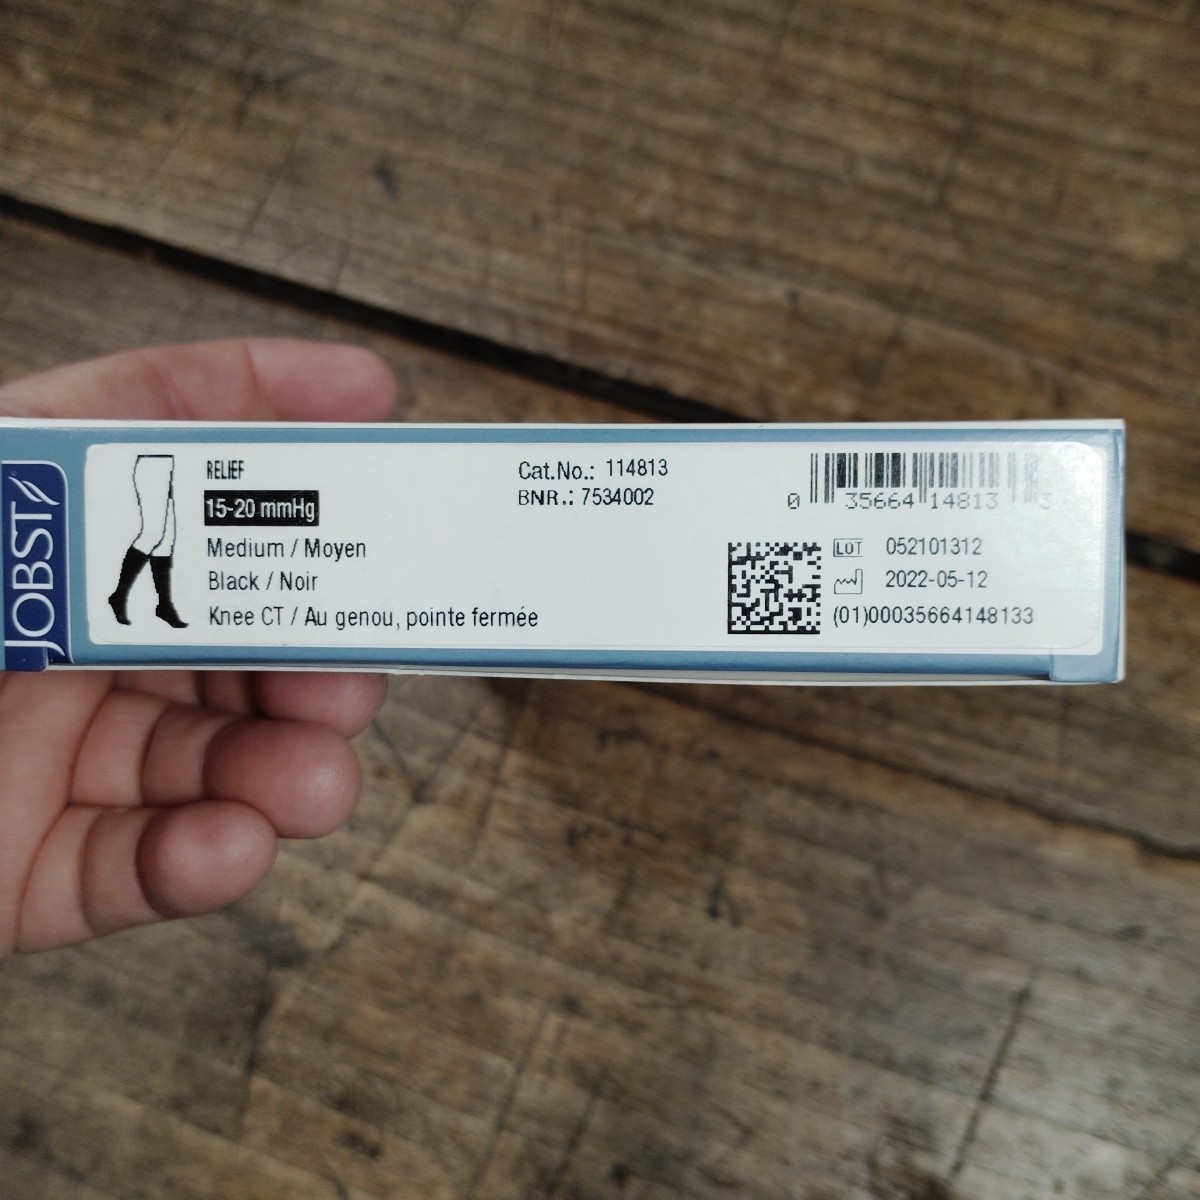 JOBST
RELIEF
15-20 mmHg
Medium / Moyen
Black / Noir
Knee CT / Au genou, pointe fermée
Cat.No.: 114813
BNR.: 7534002
0 35664 14813 3
LOT 052101312
2022-05-12
(01)00035664148133